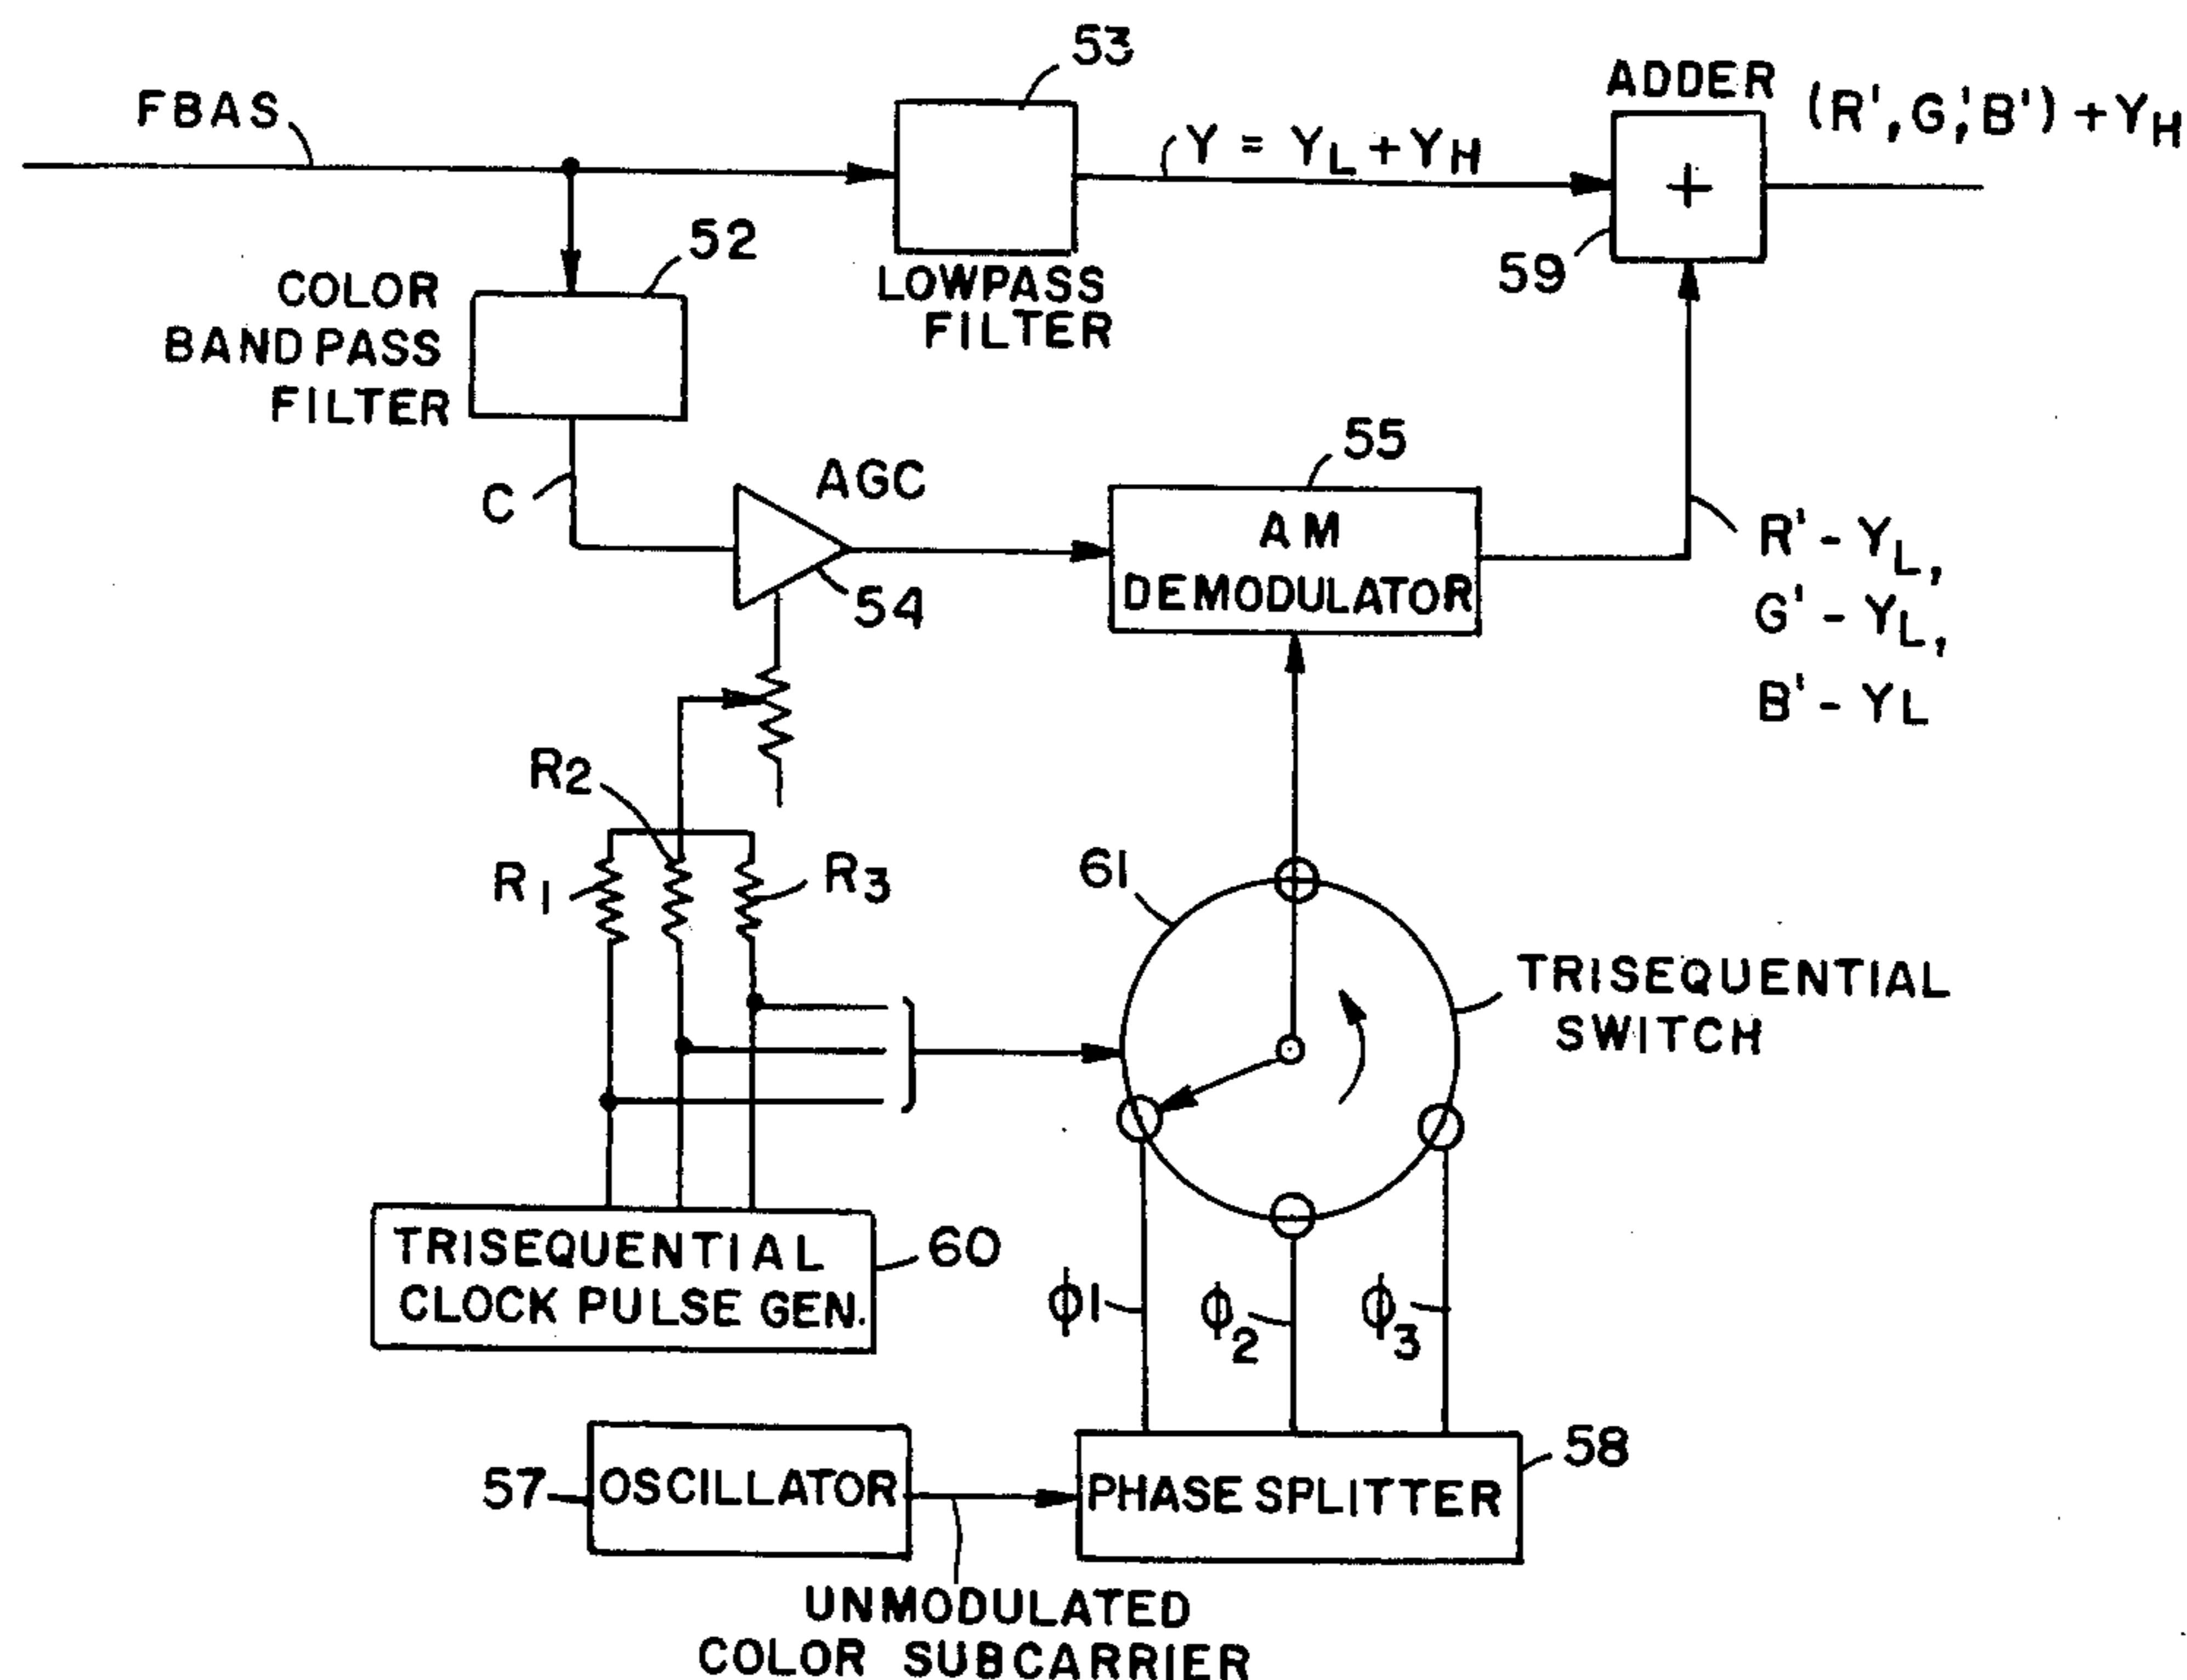 53
FBAS
ADDER
(R',G',B') + YH
Y = YL + YH
+
59
52
COLOR
BAND PASS
FILTER
LOWPASS
FILTER
C
AGC
54
55
AM
DEMODULATOR
R' - YL,
G' - YL,
B' - YL
R2
R1
R3
61
TRISEQUENTIAL
SWITCH
TRISEQUENTIAL
CLOCK PULSE GEN.
60
φ1
φ2
φ3
57
OSCILLATOR
PHASE SPLITTER
58
UNMODULATED
COLOR SUBCARRIER